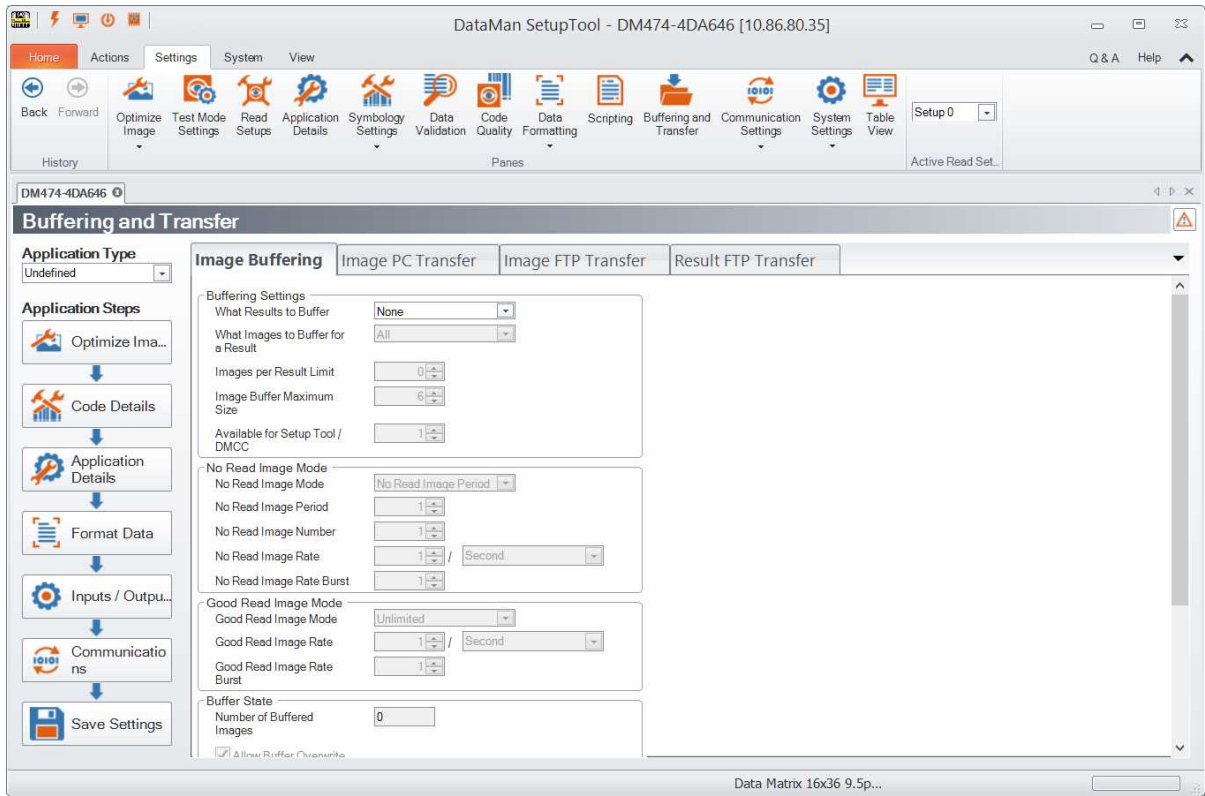 DataMan SetupTool - DM474-4DA646 [10.86.80.35]
Home Actions Settings System View Q & A Help
Back Forward
Optimize Image
Test Mode Settings
Read Setups
Application Details
Symbology Settings
Data Validation
Code Quality
Data Formatting
Scripting
Buffering and Transfer
Communication Settings
System Settings
Table View
Setup 0
History
Panes
Active Read Set...
DM474-4DA646
Buffering and Transfer
Application Type
Undefined
Application Steps
Optimize Ima...
Code Details
Application
Details
Format Data
Inputs / Outpu...
Communicatio
ns
Save Settings
Image Buffering Image PC Transfer Image FTP Transfer Result FTP Transfer
Buffering Settings
What Results to Buffer None
What Images to Buffer for All
a Result
Images per Result Limit 0
Image Buffer Maximum 6
Size
Available for Setup Tool / 1
DMCC
No Read Image Mode
No Read Image Mode No Read Image Period
No Read Image Period 1
No Read Image Number 1
No Read Image Rate 1 / Second
No Read Image Rate Burst 1
Good Read Image Mode
Good Read Image Mode Unlimited
Good Read Image Rate 1 / Second
Good Read Image Rate 1
Burst
Buffer State
Number of Buffered 0
Images
Allow Buffer Overwrite
Data Matrix 16x36 9.5p...